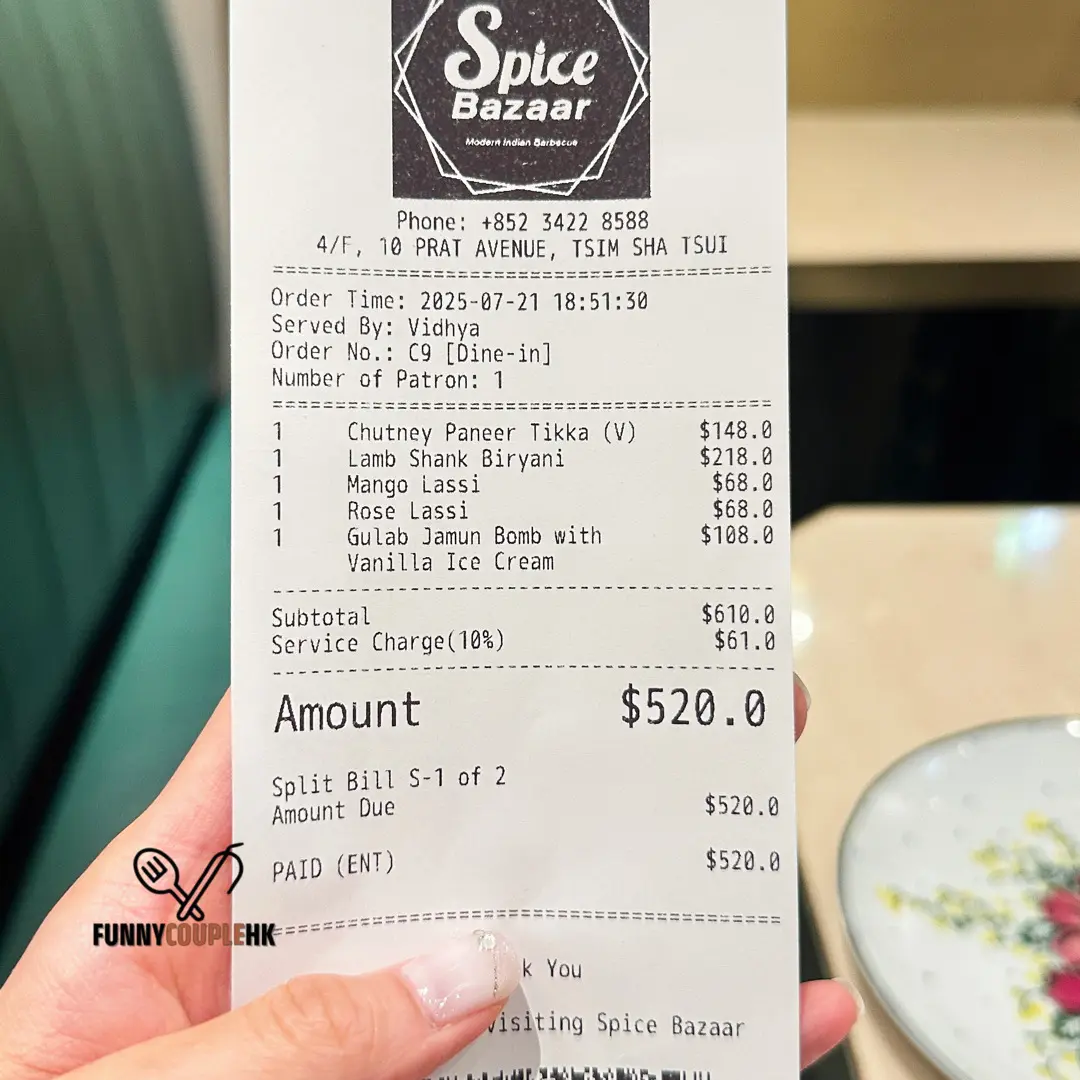 Spice
Bazaar
Modern Indian Barbecue
Phone: +852 3422 8588
4/F, 10 PRAT AVENUE, TSIM SHA TSUI
Order Time: 2025-07-21 18:51:30
Served By: Vidhya
Order No.: C9 [Dine-in]
Number of Patron: 1
1 Chutney Paneer Tikka (V) $148.0
1 Lamb Shank Biryani $218.0
1 Mango Lassi $68.0
1 Rose Lassi $68.0
1 Gulab Jamun Bomb with $108.0
Vanilla Ice Cream
Subtotal $610.0
Service Charge(10%) $61.0
Amount $520.0
Split Bill S-1 of 2
Amount Due $520.0
PAID (ENT) $520.0
FUNNYCOUPLEHK
k You
visiting Spice Bazaar